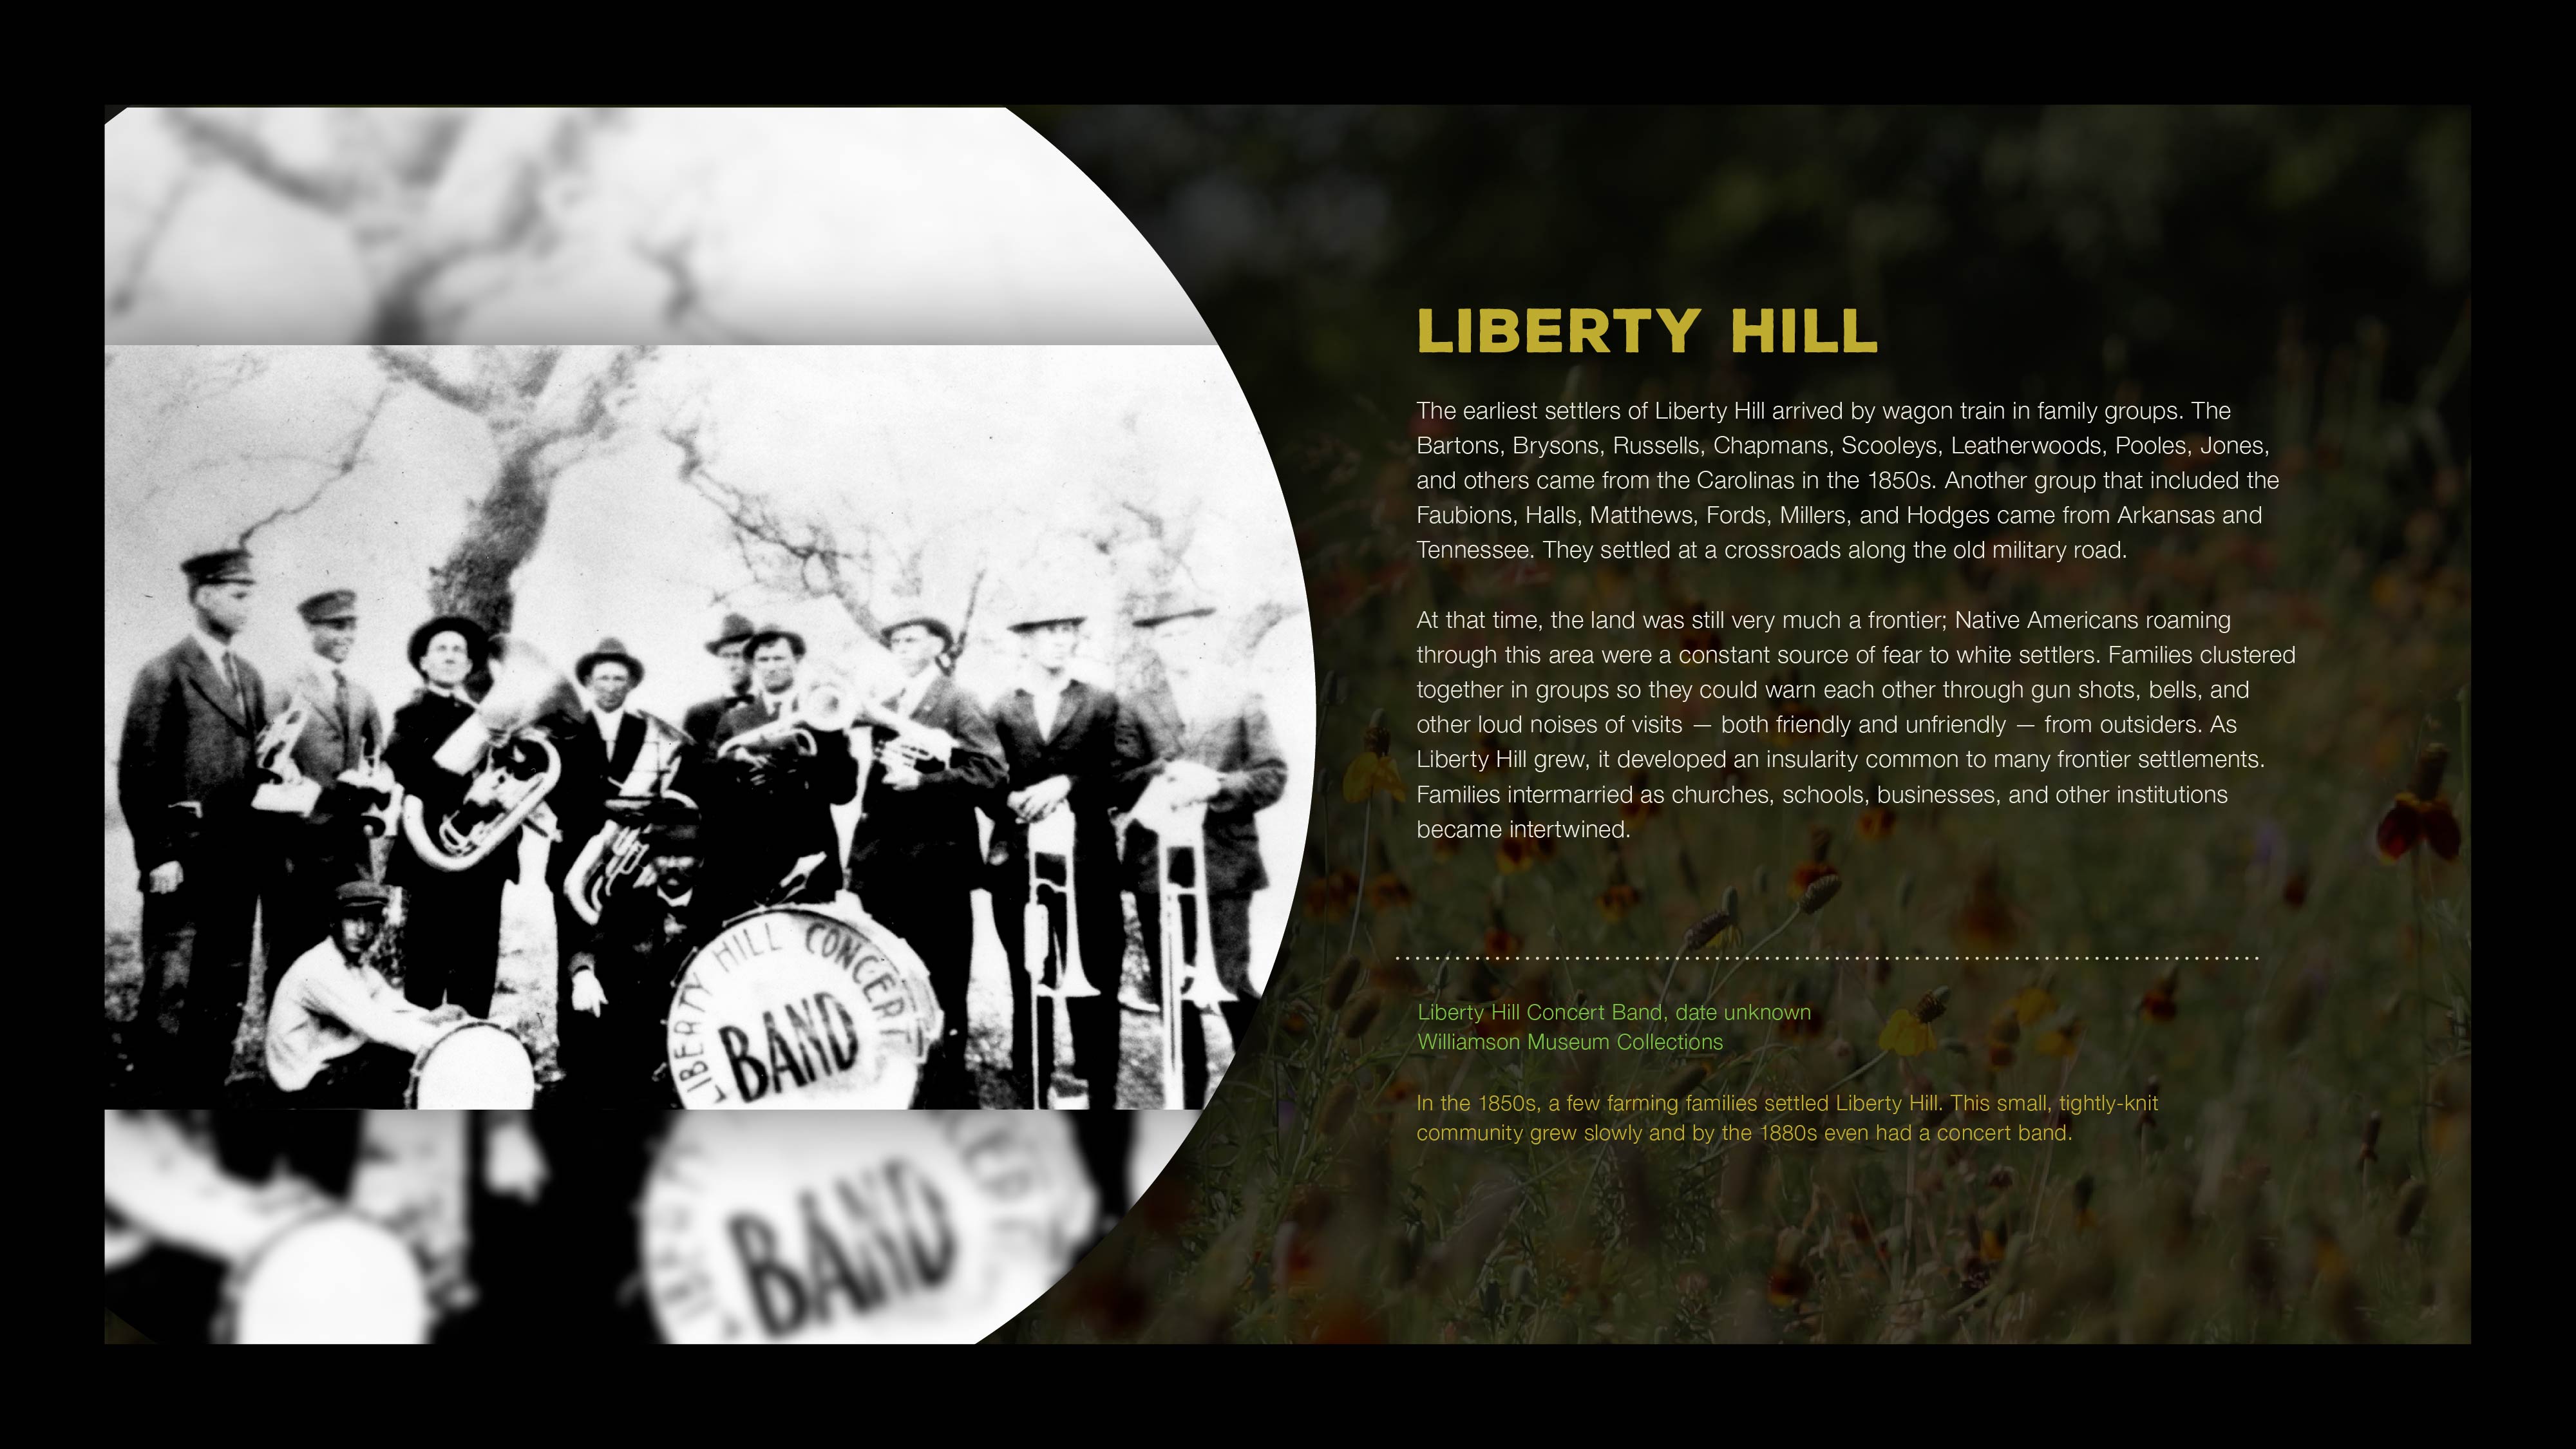 LIBERTY HILL
The earliest settlers of Liberty Hill arrived by wagon train in family groups. The
Bartons, Brysons, Russells, Chapmans, Scooleys, Leatherwoods, Pooles, Jones,
and others came from the Carolinas in the 1850s. Another group that included the
Faubions, Halls, Matthews, Fords, Millers, and Hodges came from Arkansas and
Tennessee. They settled at a crossroads along the old military road.
At that time, the land was still very much a frontier; Native Americans roaming
through this area were a constant source of fear to white settlers. Families clustered
together in groups so they could warn each other through gun shots, bells, and
other loud noises of visits — both friendly and unfriendly — from outsiders. As
Liberty Hill grew, it developed an insularity common to many frontier settlements.
Families intermarried as churches, schools, businesses, and other institutions
became intertwined.
Liberty Hill Concert Band, date unknown
Williamson Museum Collections
In the 1850s, a few farming families settled Liberty Hill. This small, tightly-knit
community grew slowly and by the 1880s even had a concert band.
LIBERTY HILL CONCERT
BAND
BAND